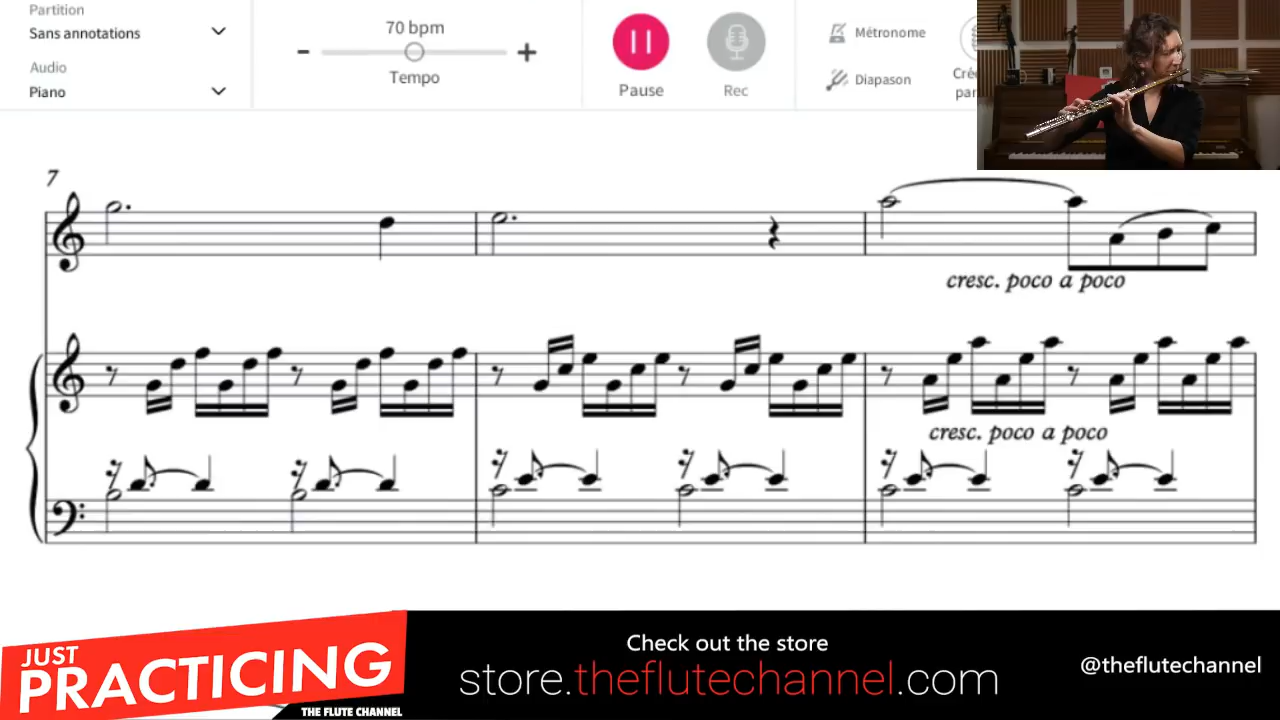 Partition
Sans annotations
Audio
Piano
70 bpm
- +
Tempo
Pause
Rec
Métronome
Diapason
7
cresc. poco a poco
cresc. poco a poco
JUST
PRACTICING
THE FLUTE CHANNEL
Check out the store
store.theflutechannel.com
@theflutechannel